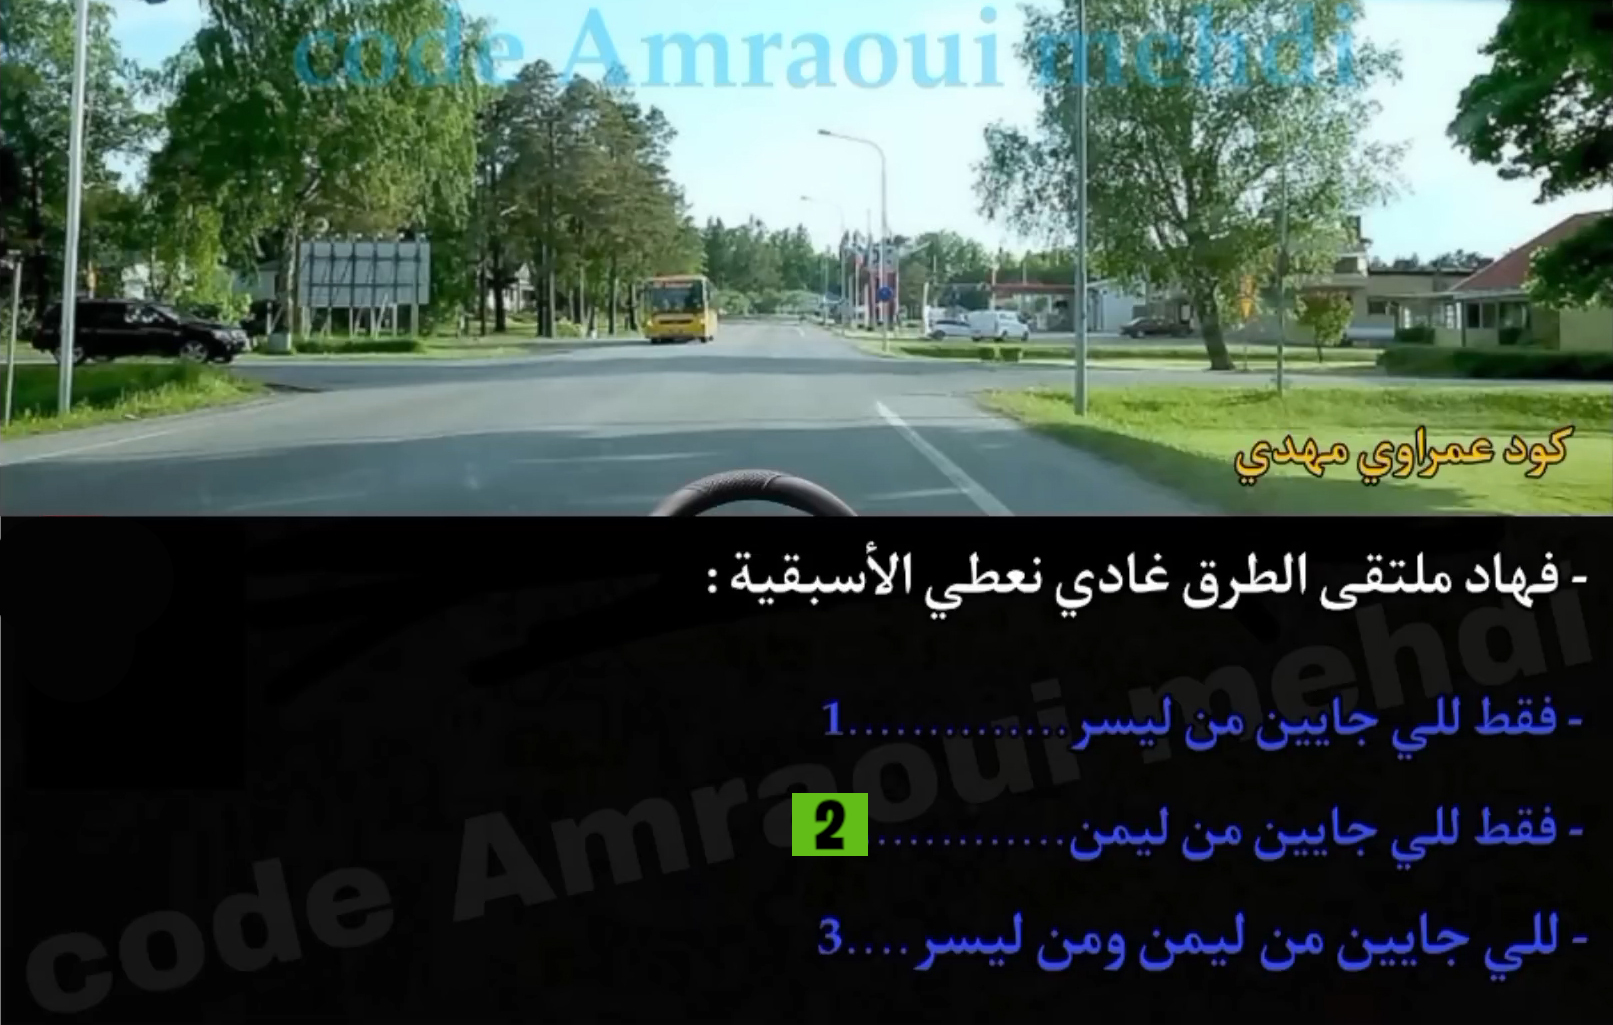 code Amraoui mehdi
كود عمراوي مهدي
- فهاد ملتقى الطرق غادي نعطي الأسبقية :
- فقط للي جايين من ليسر..............1
- فقط للي جايين من ليمن............ 2
- للي جايين من ليمن ومن ليسر....3
code Amraoui mehdi